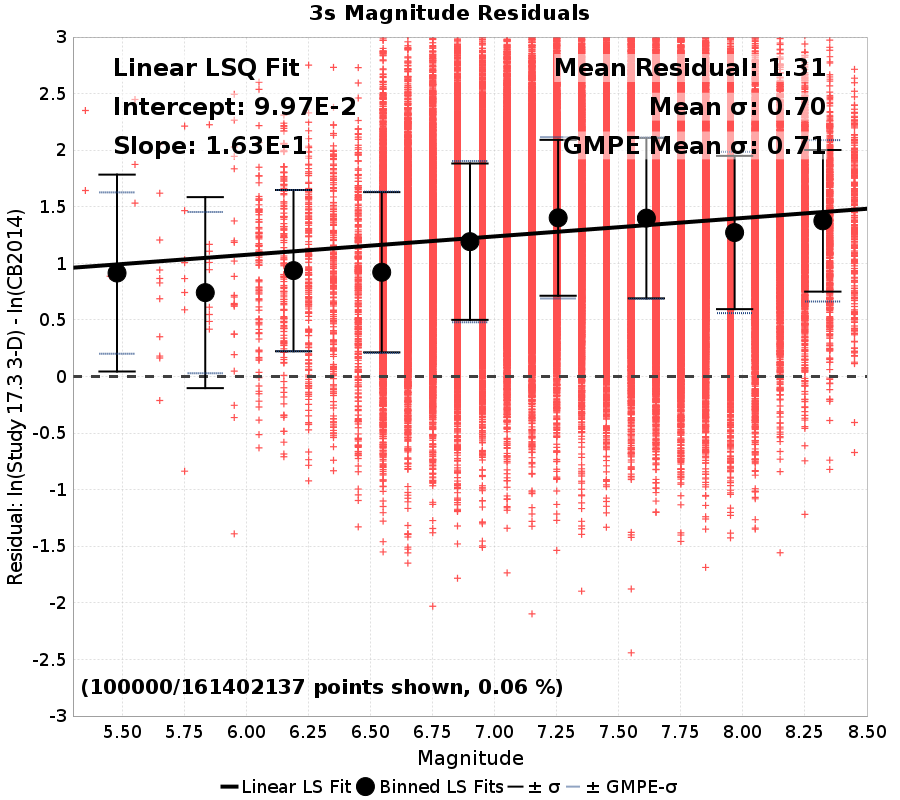 3s Magnitude Residuals
Linear LSQ Fit
Intercept: 9.97E-2
Slope: 1.63E-1
Mean Residual: 1.31
Mean σ: 0.70
GMPE Mean σ: 0.71
3
2.5
2
1.5
1
0.5
0
-0.5
-1
-1.5
-2
-2.5
-3
Residual: ln(Study 17.3 3-D) - ln(CB2014)
(100000/161402137 points shown, 0.06 %)
5.50 5.75 6.00 6.25 6.50 6.75 7.00 7.25 7.50 7.75 8.00 8.25 8.50
Magnitude
Linear LS Fit Binned LS Fits ± σ ± GMPE-σ